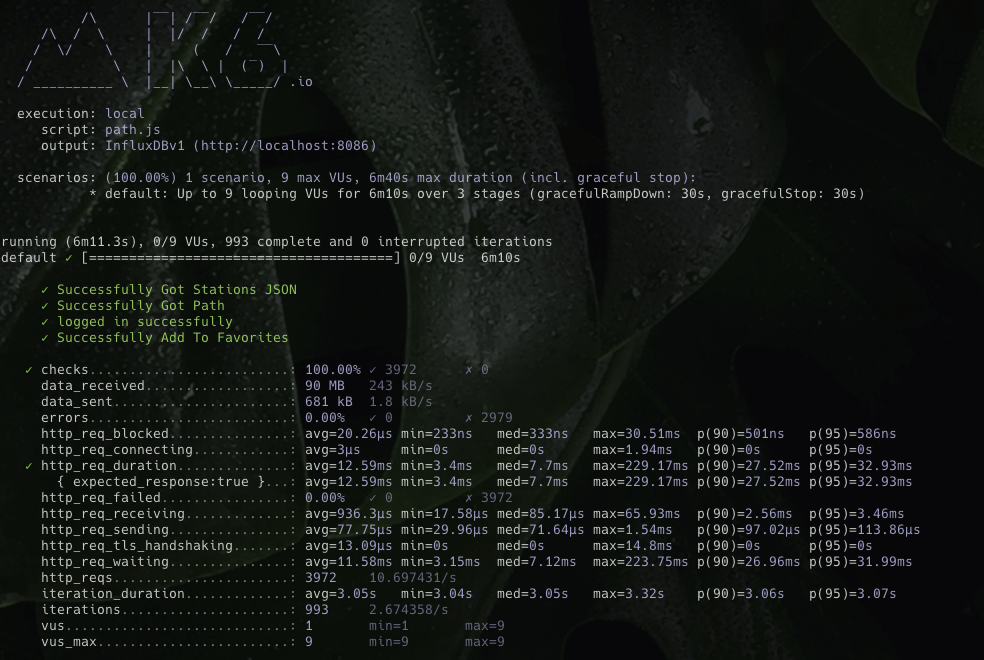 .io
execution: local
script: path.js
output: InfluxDBv1 (http://localhost:8086)
scenarios: (100.00%) 1 scenario, 9 max VUs, 6m40s max duration (incl. graceful stop):
* default: Up to 9 looping VUs for 6m10s over 3 stages (gracefulRampDown: 30s, gracefulStop: 30s)
running (6m11.3s), 0/9 VUs, 993 complete and 0 interrupted iterations
default ✓ [======================================] 0/9 VUs  6m10s
✓ Successfully Got Stations JSON
✓ Successfully Got Path
✓ logged in successfully
✓ Successfully Add To Favorites
✓ checks.........................: 100.00% ✓ 3972      ✗ 0
data_received..................: 90 MB   243 kB/s
data_sent......................: 681 kB  1.8 kB/s
errors.........................: 0.00%   ✓ 0         ✗ 2979
http_req_blocked...............: avg=20.26µs min=233ns   med=333ns   max=30.51ms  p(90)=501ns   p(95)=586ns
http_req_connecting............: avg=3µs     min=0s      med=0s      max=1.94ms   p(90)=0s      p(95)=0s
✓ http_req_duration..............: avg=12.59ms min=3.4ms   med=7.7ms   max=229.17ms p(90)=27.52ms p(95)=32.93ms
{ expected_response:true }...: avg=12.59ms min=3.4ms   med=7.7ms   max=229.17ms p(90)=27.52ms p(95)=32.93ms
http_req_failed................: 0.00%   ✓ 0         ✗ 3972
http_req_receiving.............: avg=936.3µs min=17.58µs med=85.17µs max=65.93ms  p(90)=2.56ms  p(95)=3.46ms
http_req_sending...............: avg=77.75µs min=29.96µs med=71.64µs max=1.54ms   p(90)=97.02µs p(95)=113.86µs
http_req_tls_handshaking.......: avg=13.09µs min=0s      med=0s      max=14.8ms   p(90)=0s      p(95)=0s
http_req_waiting...............: avg=11.58ms min=3.15ms  med=7.12ms  max=223.75ms p(90)=26.96ms p(95)=31.99ms
http_reqs......................: 3972    10.697431/s
iteration_duration.............: avg=3.05s   min=3.04s   med=3.05s   max=3.32s    p(90)=3.06s   p(95)=3.07s
iterations.....................: 993     2.674358/s
vus............................: 1       min=1       max=9
vus_max........................: 9       min=9       max=9